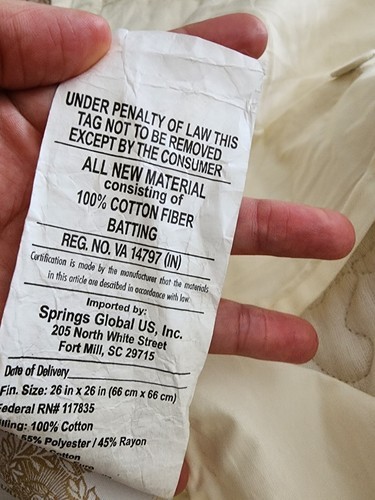 UNDER PENALTY OF LAW THIS
TAG NOT TO BE REMOVED
EXCEPT BY THE CONSUMER
ALL NEW MATERIAL
consisting of
100% COTTON FIBER
BATTING
REG. NO. VA 14797 (IN)
Certification is made by the manufacturer that the materials
in this article are described in accordance with law.
Imported by:
Springs Global US, Inc.
205 North White Street
Fort Mill, SC 29715
Date of Delivery
Fin. Size: 26 in x 26 in (66 cm x 66 cm)
Federal RN# 117835
lling: 100% Cotton
55% Polyester / 45% Rayon
Cotton